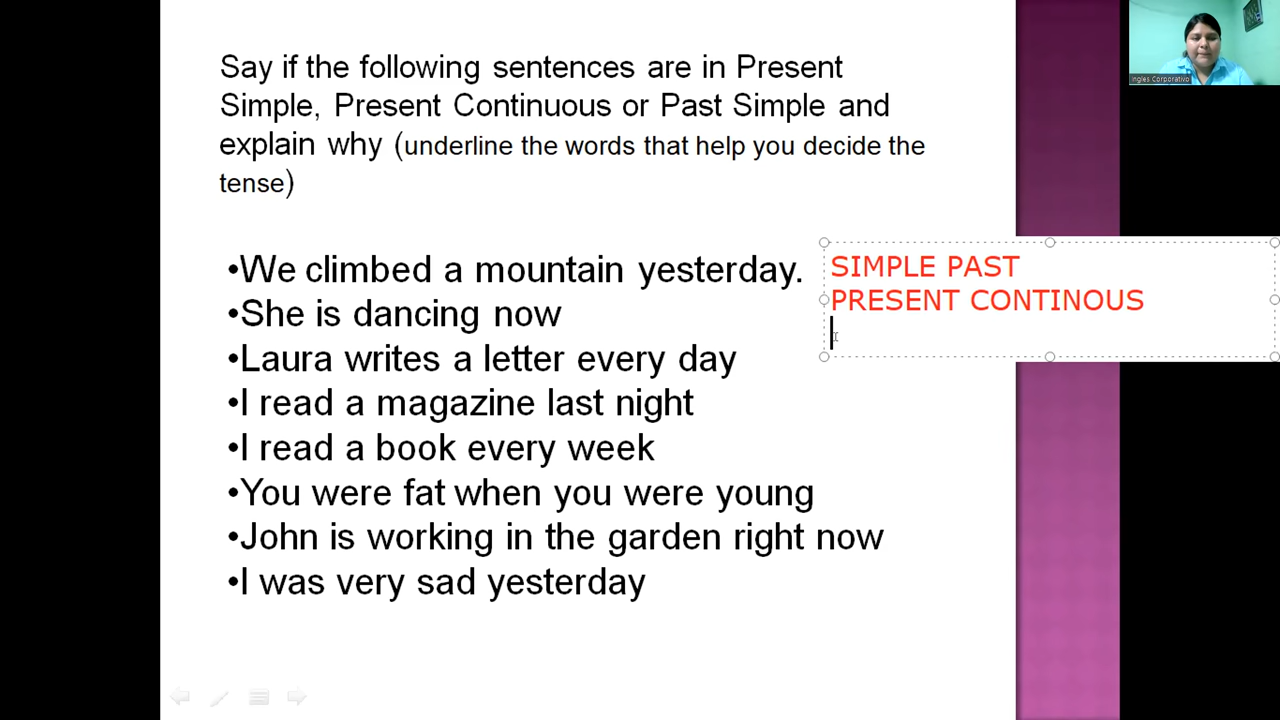 Say if the following sentences are in Present
Simple, Present Continuous or Past Simple and
explain why (underline the words that help you decide the
tense)
•We climbed a mountain yesterday.
SIMPLE PAST
•She is dancing now
PRESENT CONTINOUS
•Laura writes a letter every day
•I read a magazine last night
•I read a book every week
•You were fat when you were young
•John is working in the garden right now
•I was very sad yesterday
Ingles Corporativo